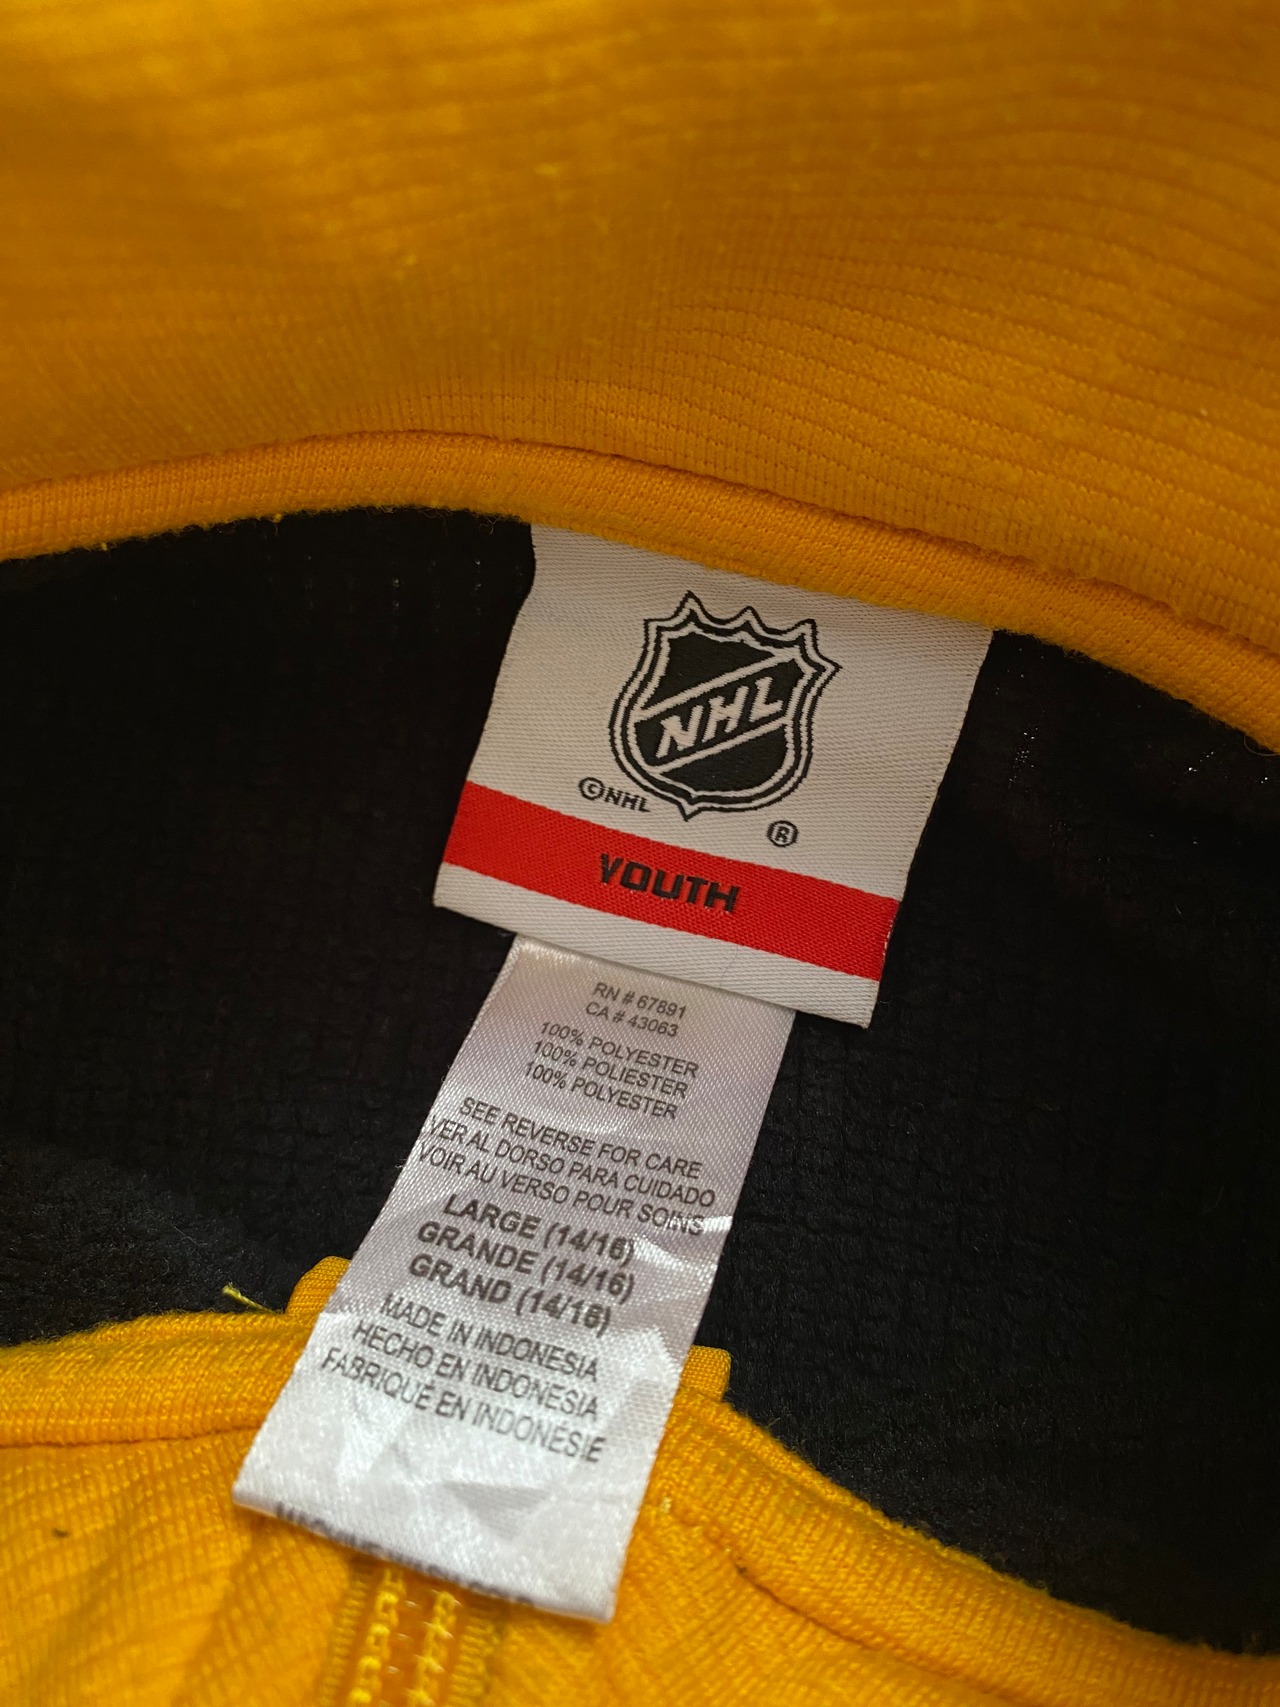 NHL
©NHL
®
YOUTH
RN # 67891
CA # 43063
100% POLYESTER
100% POLIESTER
100% POLYESTER
SEE REVERSE FOR CARE
VER AL DORSO PARA CUIDADO
VOIR AU VERSO POUR SOINS
LARGE (14/16)
GRANDE (14/16)
GRAND (14/16)
MADE IN INDONESIA
HECHO EN INDONESIA
FABRIQUÉ EN INDONÉSIE